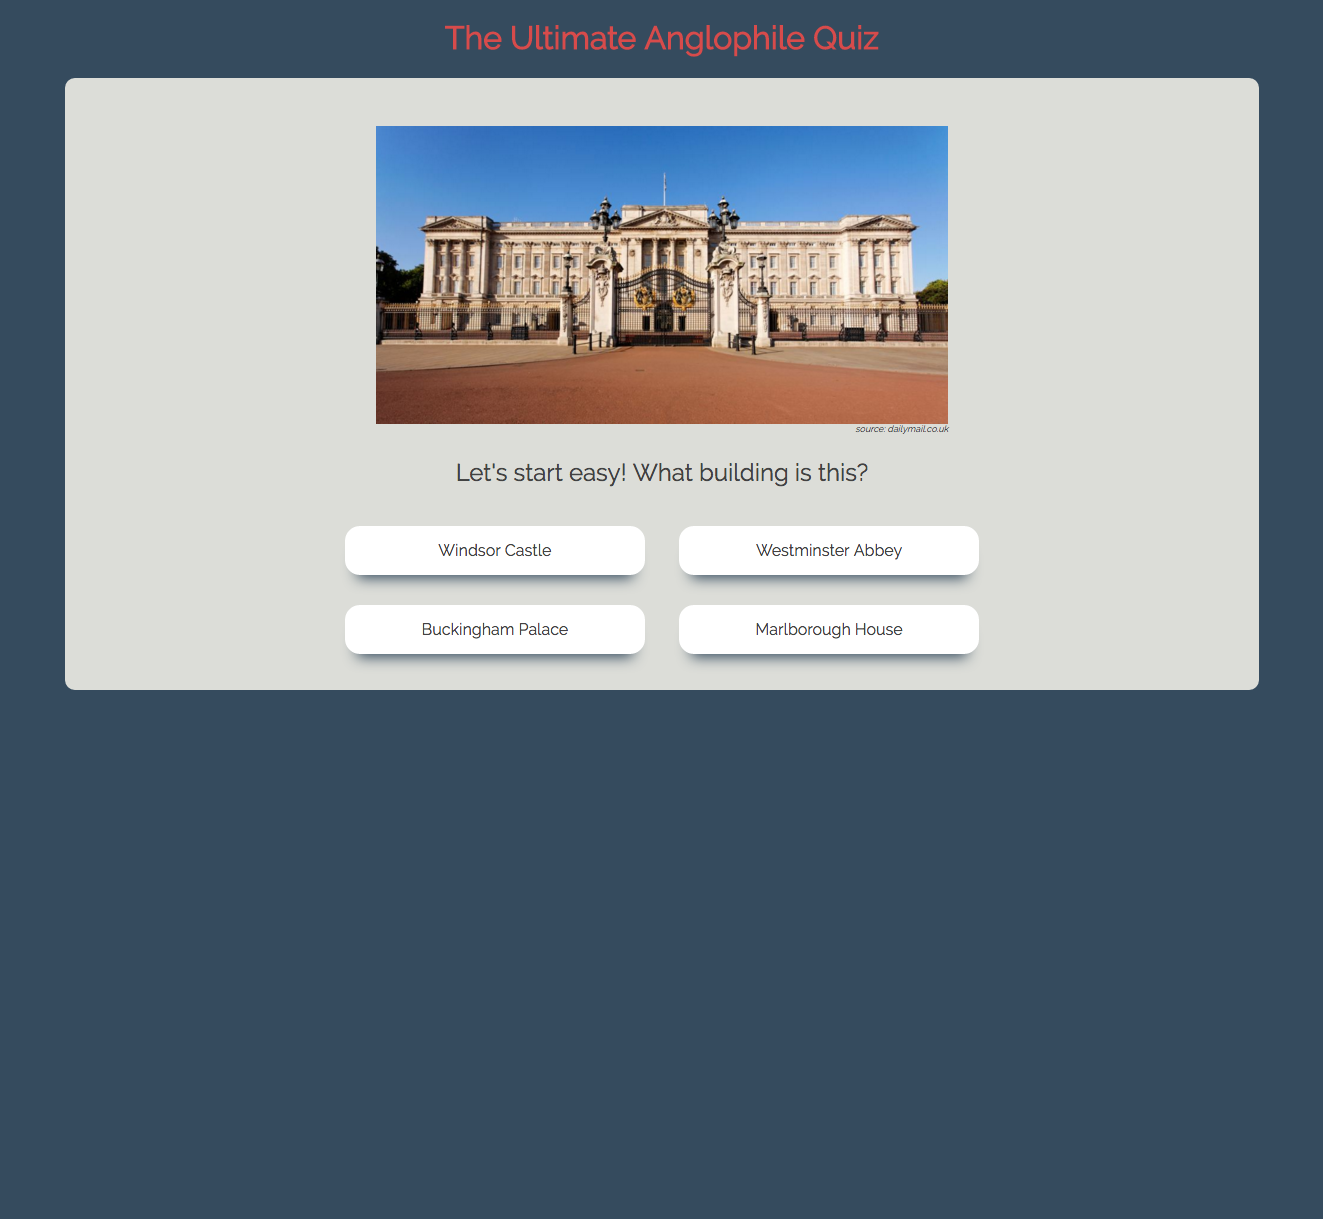 The Ultimate Anglophile Quiz
source: dailymail.co.uk
Let's start easy! What building is this?
Windsor Castle
Westminster Abbey
Buckingham Palace
Marlborough House